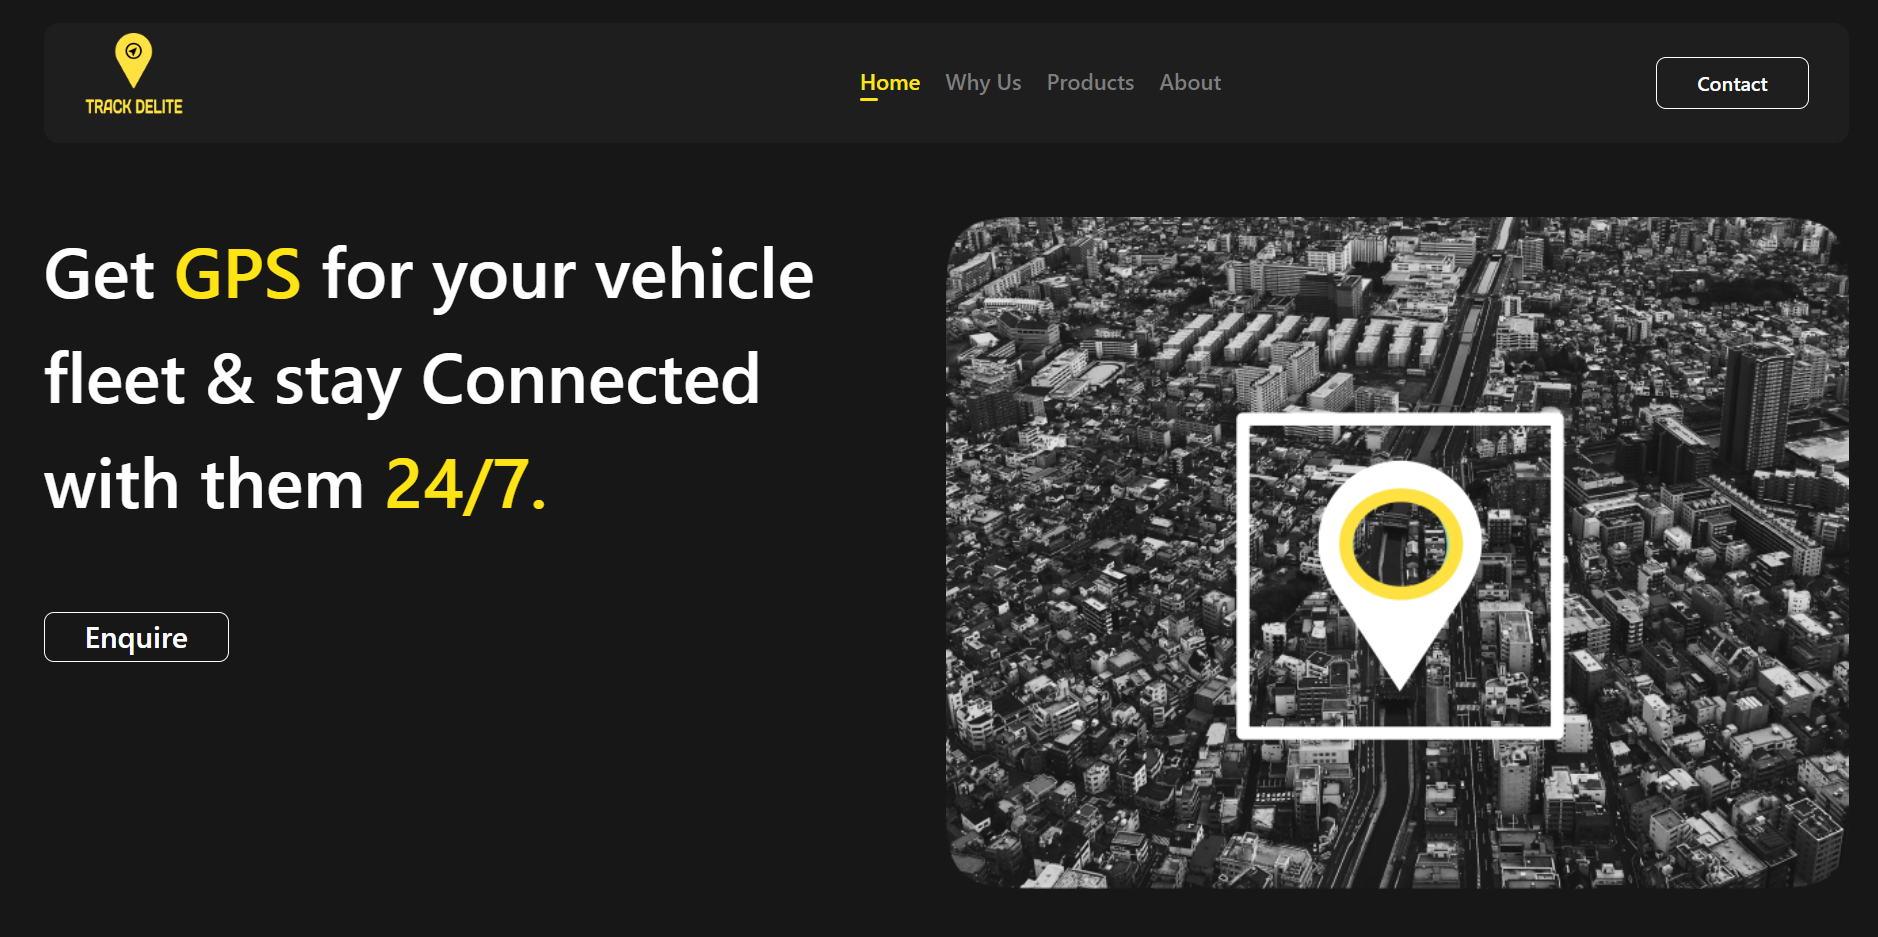 TRACK DELITE
Home Why Us Products About
Contact
Get GPS for your vehicle
fleet & stay Connected
with them 24/7.
Enquire